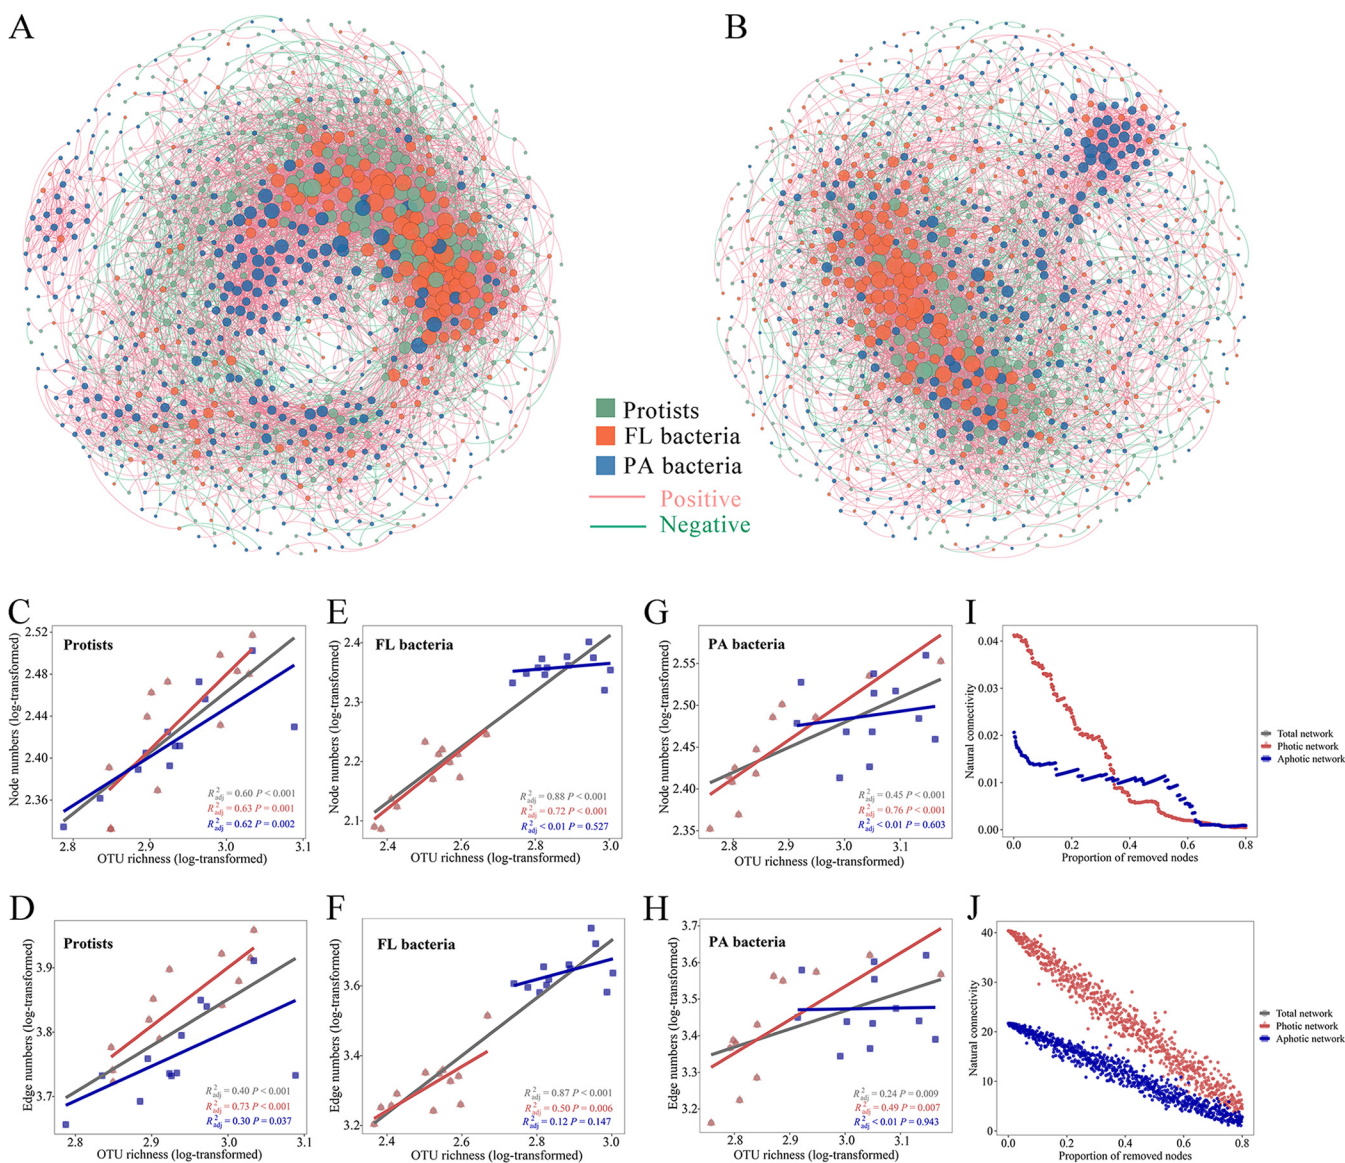 A
B
Protists
FL bacteria
PA bacteria
Positive
Negative
C
Node numbers (log-transformed)
2.52
2.48
2.44
2.40
2.36
Protists
R²adj = 0.60 P < 0.001
R²adj = 0.63 P = 0.001
R²adj = 0.62 P = 0.002
2.8 2.9 3.0 3.1
OTU richness (log-transformed)
E
Node numbers (log-transformed)
2.4
2.3
2.2
2.1
FL bacteria
R²adj = 0.88 P < 0.001
R²adj = 0.72 P < 0.001
R²adj < 0.01 P = 0.527
2.4 2.6 2.8 3.0
OTU richness (log-transformed)
G
Node numbers (log-transformed)
2.55
2.50
2.45
2.40
2.35
PA bacteria
R²adj = 0.45 P < 0.001
R²adj = 0.76 P < 0.001
R²adj < 0.01 P = 0.603
2.8 2.9 3.0 3.1
OTU richness (log-transformed)
I
Natural connectivity
0.04
0.03
0.02
0.01
0.00
0.0 0.2 0.4 0.6 0.8
Proportion of removed nodes
Total network
Photic network
Aphotic network
D
Edge numbers (log-transformed)
3.9
3.8
3.7
Protists
R²adj = 0.40 P < 0.001
R²adj = 0.73 P < 0.001
R²adj = 0.30 P = 0.037
2.8 2.9 3.0 3.1
OTU richness (log-transformed)
F
Edge numbers (log-transformed)
3.6
3.4
3.2
FL bacteria
R²adj = 0.87 P < 0.001
R²adj = 0.50 P = 0.006
R²adj = 0.12 P = 0.147
2.4 2.6 2.8 3.0
OTU richness (log-transformed)
H
Edge numbers (log-transformed)
3.7
3.6
3.5
3.4
3.3
3.2
PA bacteria
R²adj = 0.24 P = 0.009
R²adj = 0.49 P = 0.007
R²adj < 0.01 P = 0.943
2.8 2.9 3.0 3.1
OTU richness (log-transformed)
J
Natural connectivity
40
30
20
10
0
0.0 0.2 0.4 0.6 0.8
Proportion of removed nodes
Total network
Photic network
Aphotic network